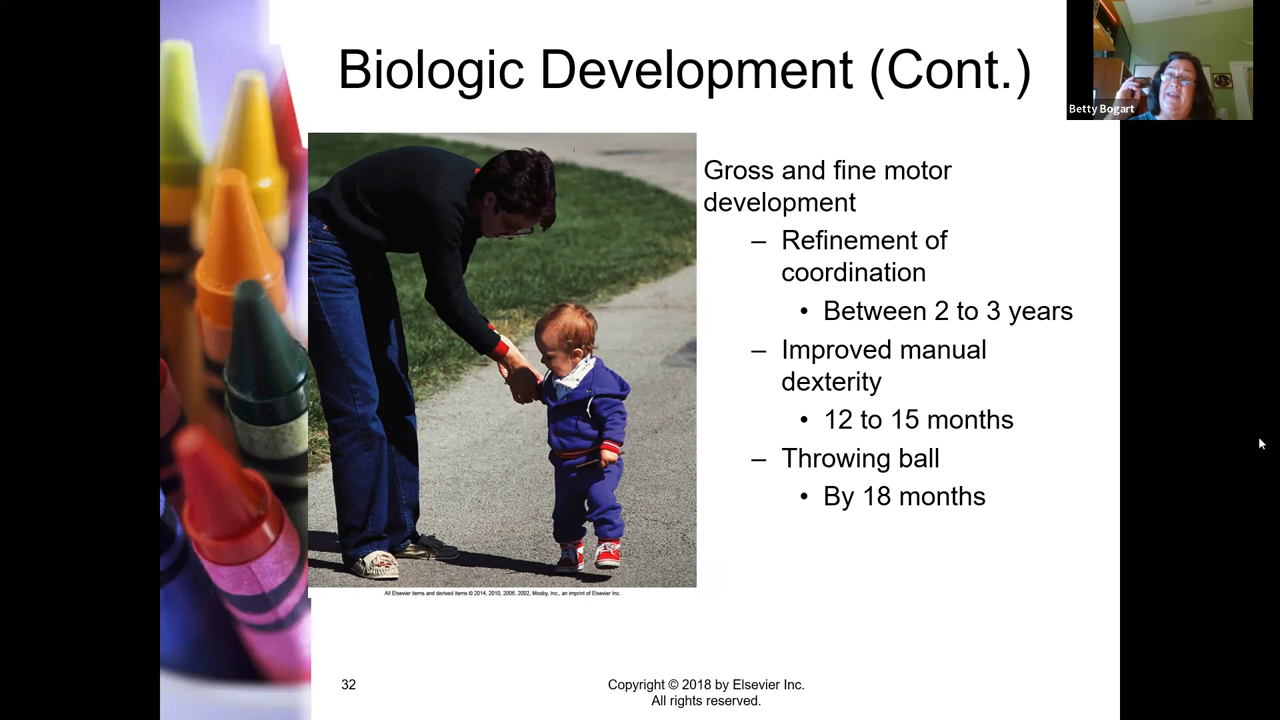 Biologic Development (Cont.)
Betty Bogart
Gross and fine motor
development
– Refinement of
coordination
• Between 2 to 3 years
– Improved manual
dexterity
• 12 to 15 months
– Throwing ball
• By 18 months
All Elsevier items and derived items © 2014, 2010, 2006, 2002, Mosby, Inc., an imprint of Elsevier Inc.
32
Copyright © 2018 by Elsevier Inc.
All rights reserved.